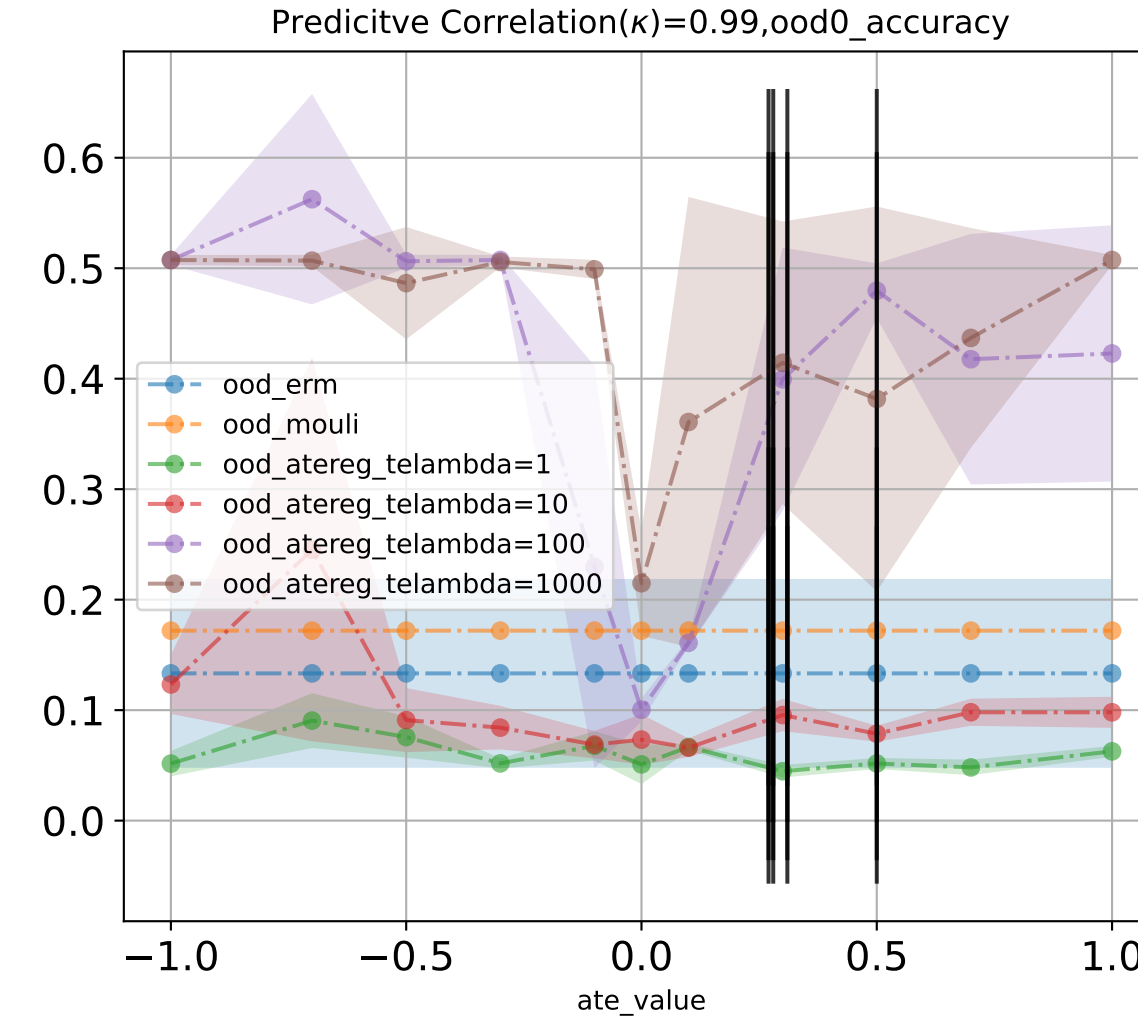 Predicitve Correlation(κ)=0.99,ood0_accuracy
0.6
0.5
0.4
0.3
0.2
0.1
0.0
ood_erm
ood_mouli
ood_atereg_telambda=1
ood_atereg_telambda=10
ood_atereg_telambda=100
ood_atereg_telambda=1000
−1.0 −0.5 0.0 0.5 1.0
ate_value